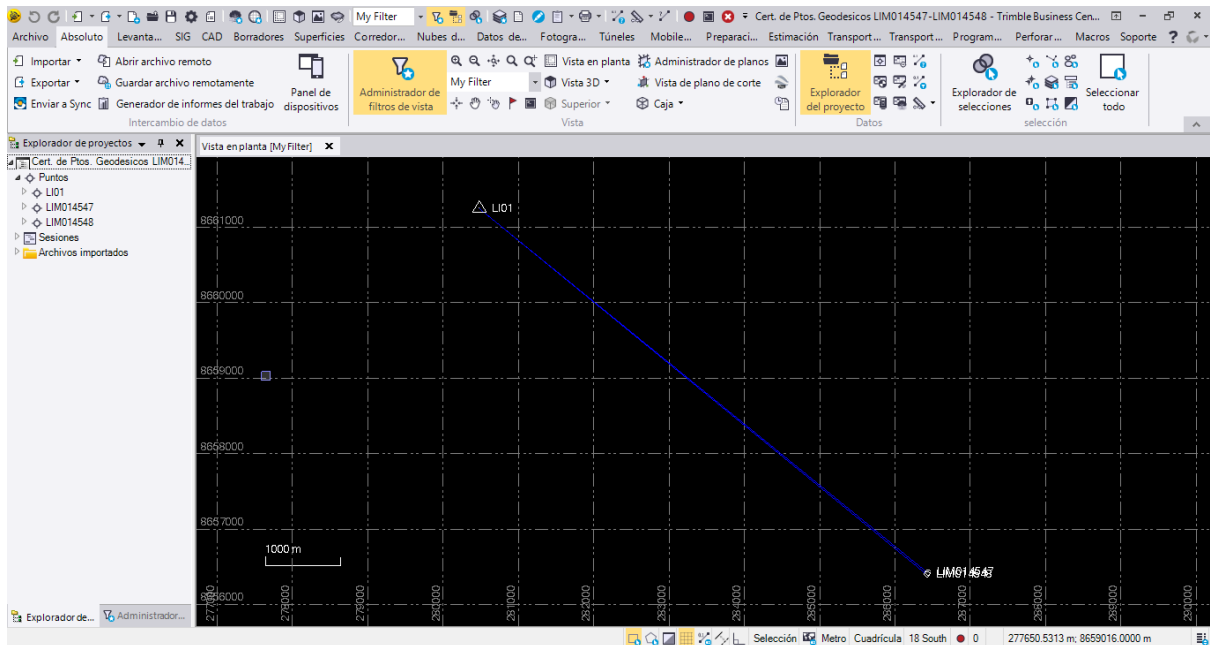 My Filter
Cert. de Ptos. Geodesicos LIM014547-LIM014548 - Trimble Business Cen...
Archivo Absoluto Levanta... SIG CAD Borradores Superficies Corredor... Nubes d... Datos de... Fotogra... Túneles Mobile... Preparaci... Estimación Transport... Transport... Program... Perforar... Macros Soporte ?
Importar Abrir archivo remoto
Exportar Guardar archivo remotamente
Enviar a Sync Generador de informes del trabajo
Panel de
dispositivos
Intercambio de datos
Administrador de
filtros de vista
Vista en planta Administrador de planos
My Filter Vista 3D Vista de plano de corte
Superior Caja
Vista
Explorador
del proyecto
Datos
Explorador de
selecciones
Seleccionar
todo
selección
Explorador de proyectos
Cert. de Ptos. Geodesicos LIM014...
Puntos
LI01
LIM014547
LIM014548
Sesiones
Archivos importados
Explorador de... Administrador...
Vista en planta [My Filter]
LI01
8661000
8660000
8659000
8658000
8657000
1000 m
278000
279000
280000
281000
282000
283000
284000
285000
286000
287000
288000
289000
290000
Selección Metro Cuadrícula 18 South 0 277650.5313 m; 8659016.0000 m